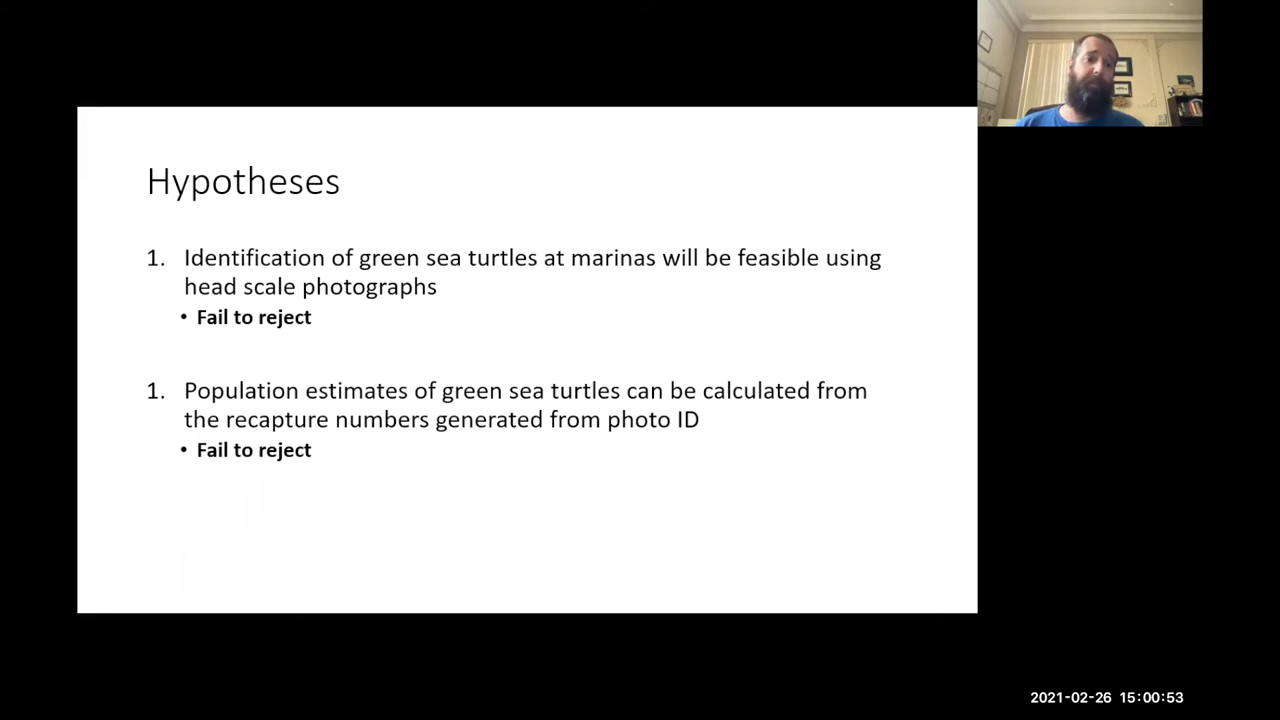 Hypotheses
1. Identification of green sea turtles at marinas will be feasible using
head scale photographs
• Fail to reject
1. Population estimates of green sea turtles can be calculated from
the recapture numbers generated from photo ID
• Fail to reject
2021-02-26 15:00:53